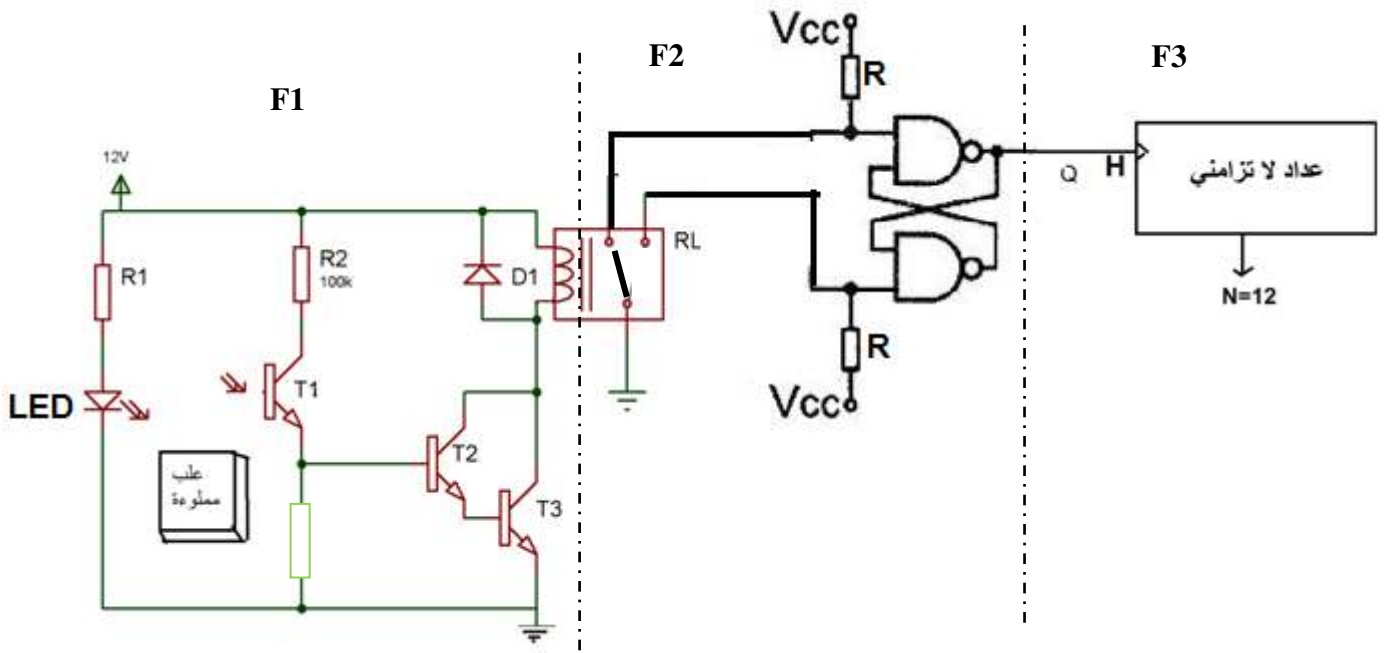 F1
F2
F3
Vcc
R
12V
R1
R2
100k
D1
RL
LED
T1
علب
مملوءة
T2
T3
R
Vcc
Q
H
عداد لا تزامني
N=12